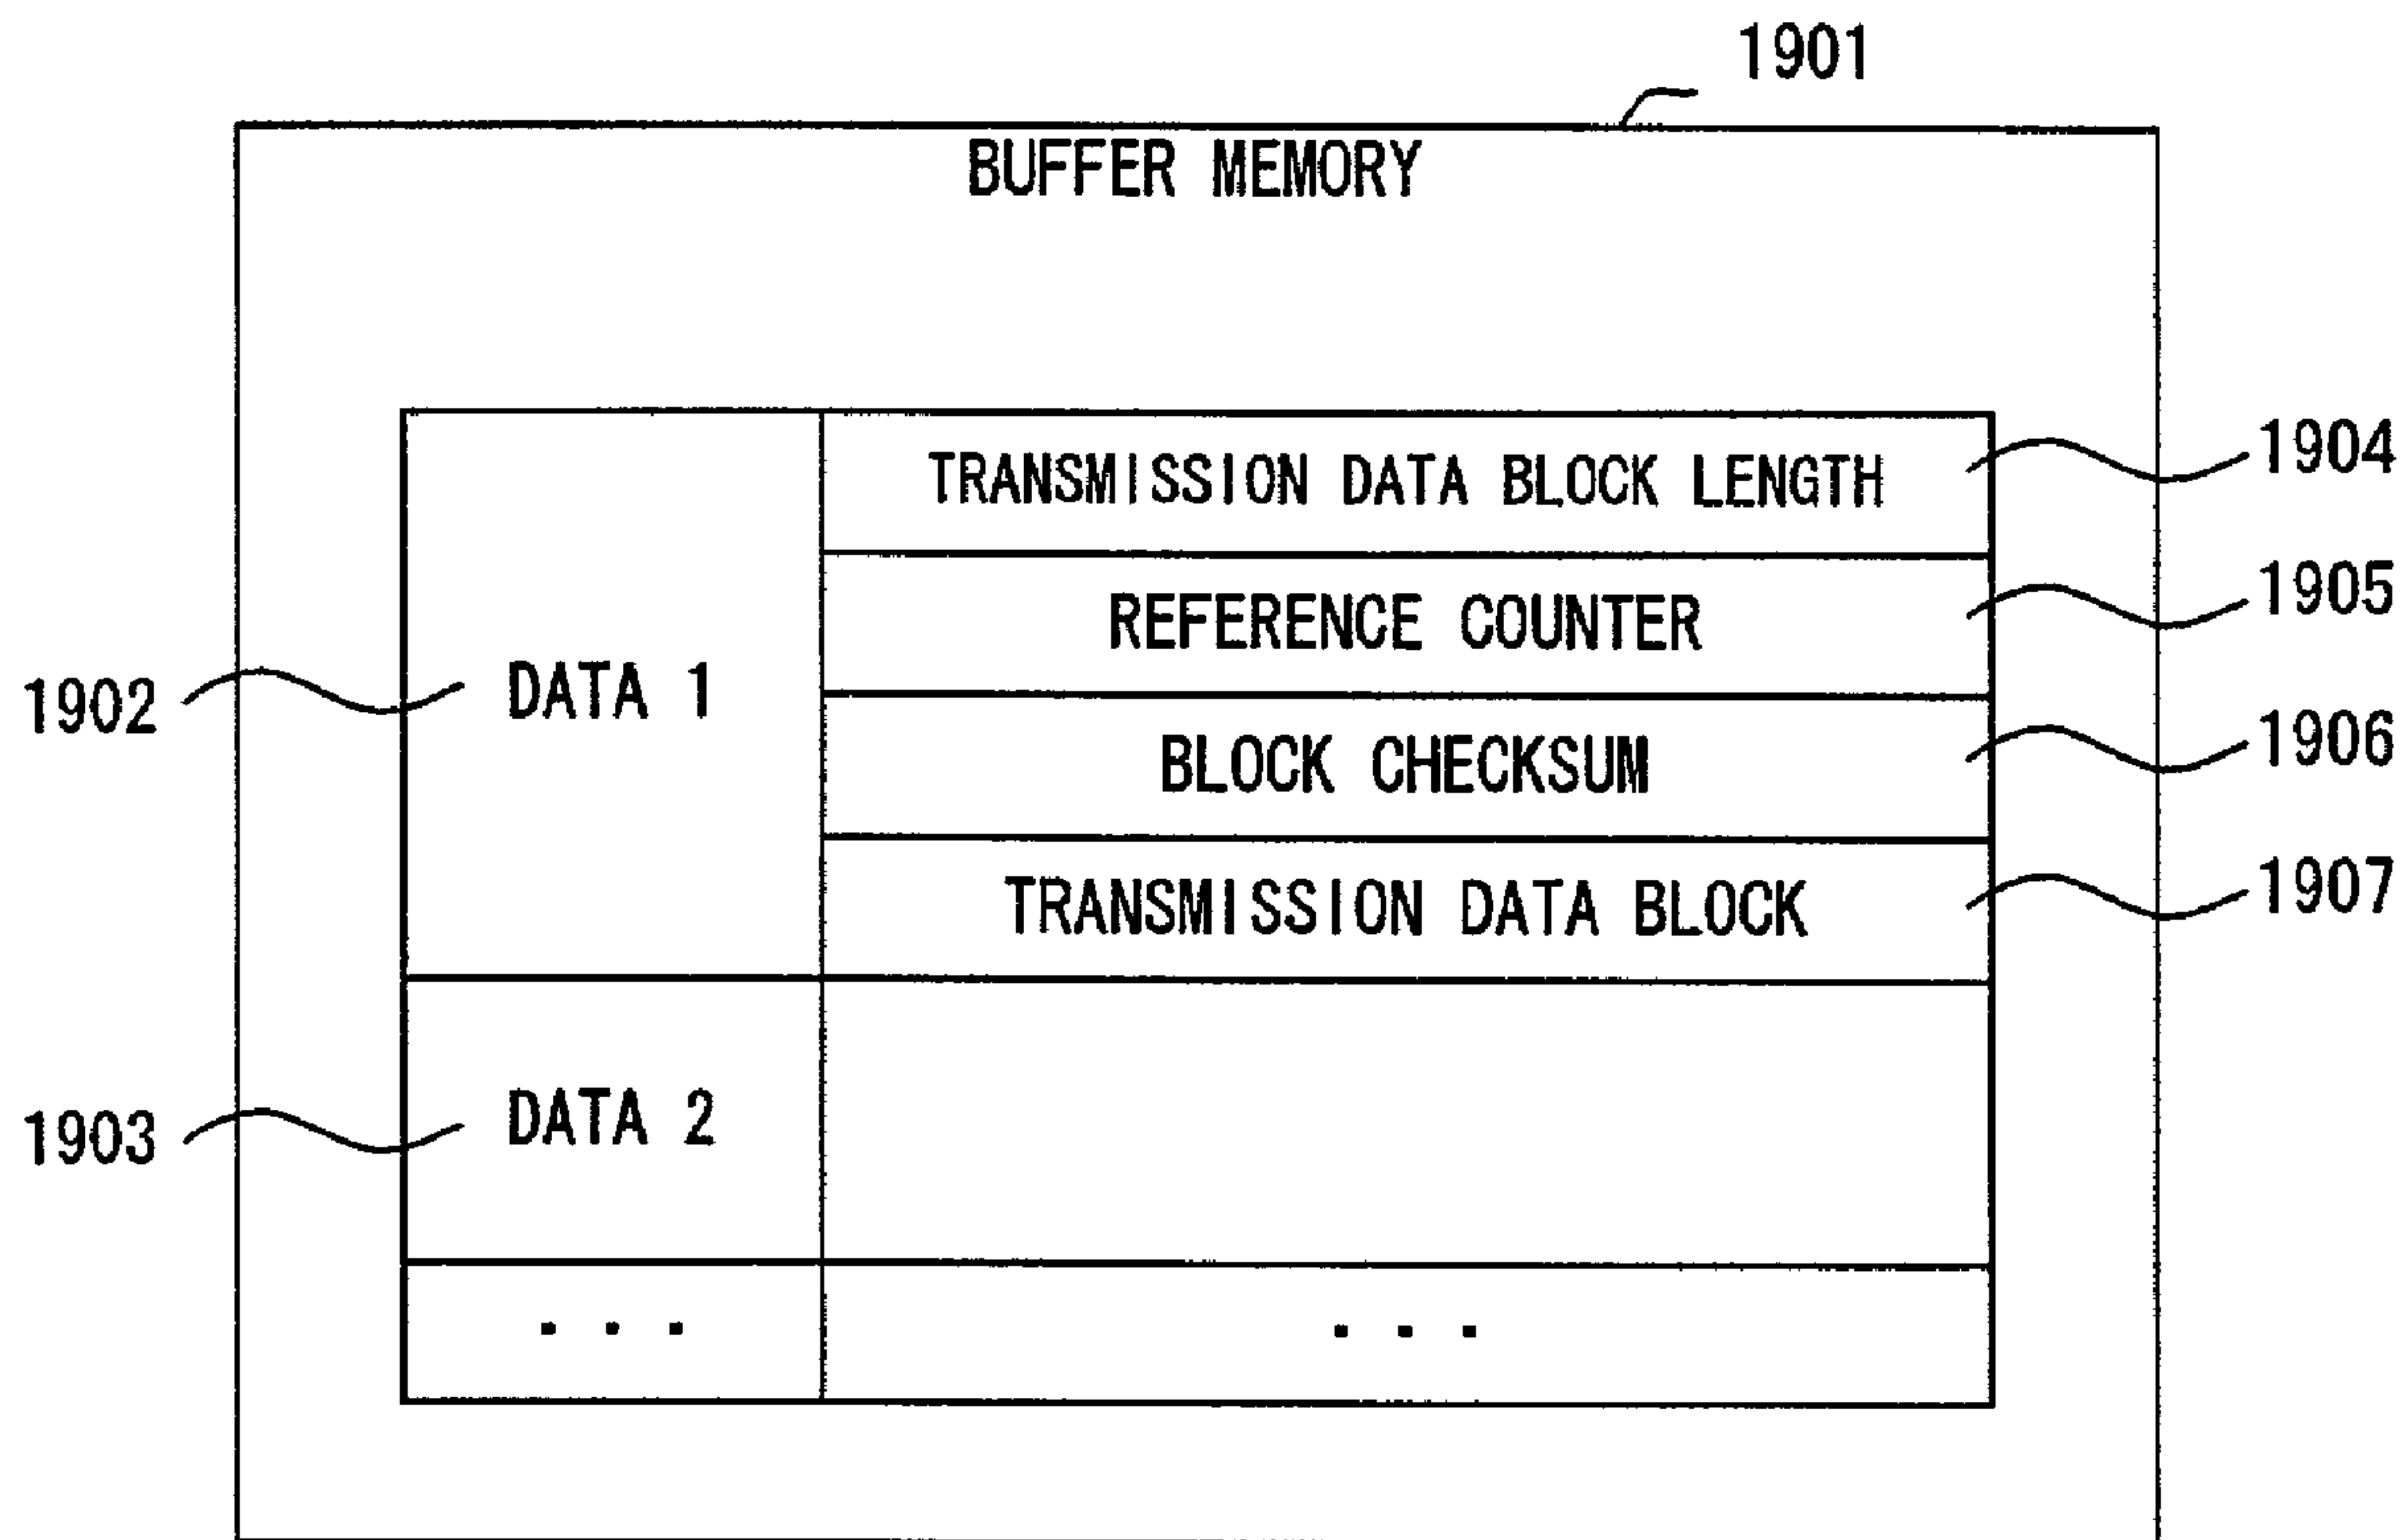 1901
BUFFER MEMORY
TRANSMISSION DATA BLOCK LENGTH
1904
REFERENCE COUNTER
1905
1902
DATA 1
BLOCK CHECKSUM
1906
TRANSMISSION DATA BLOCK
1907
1903
DATA 2
. . .
. . .